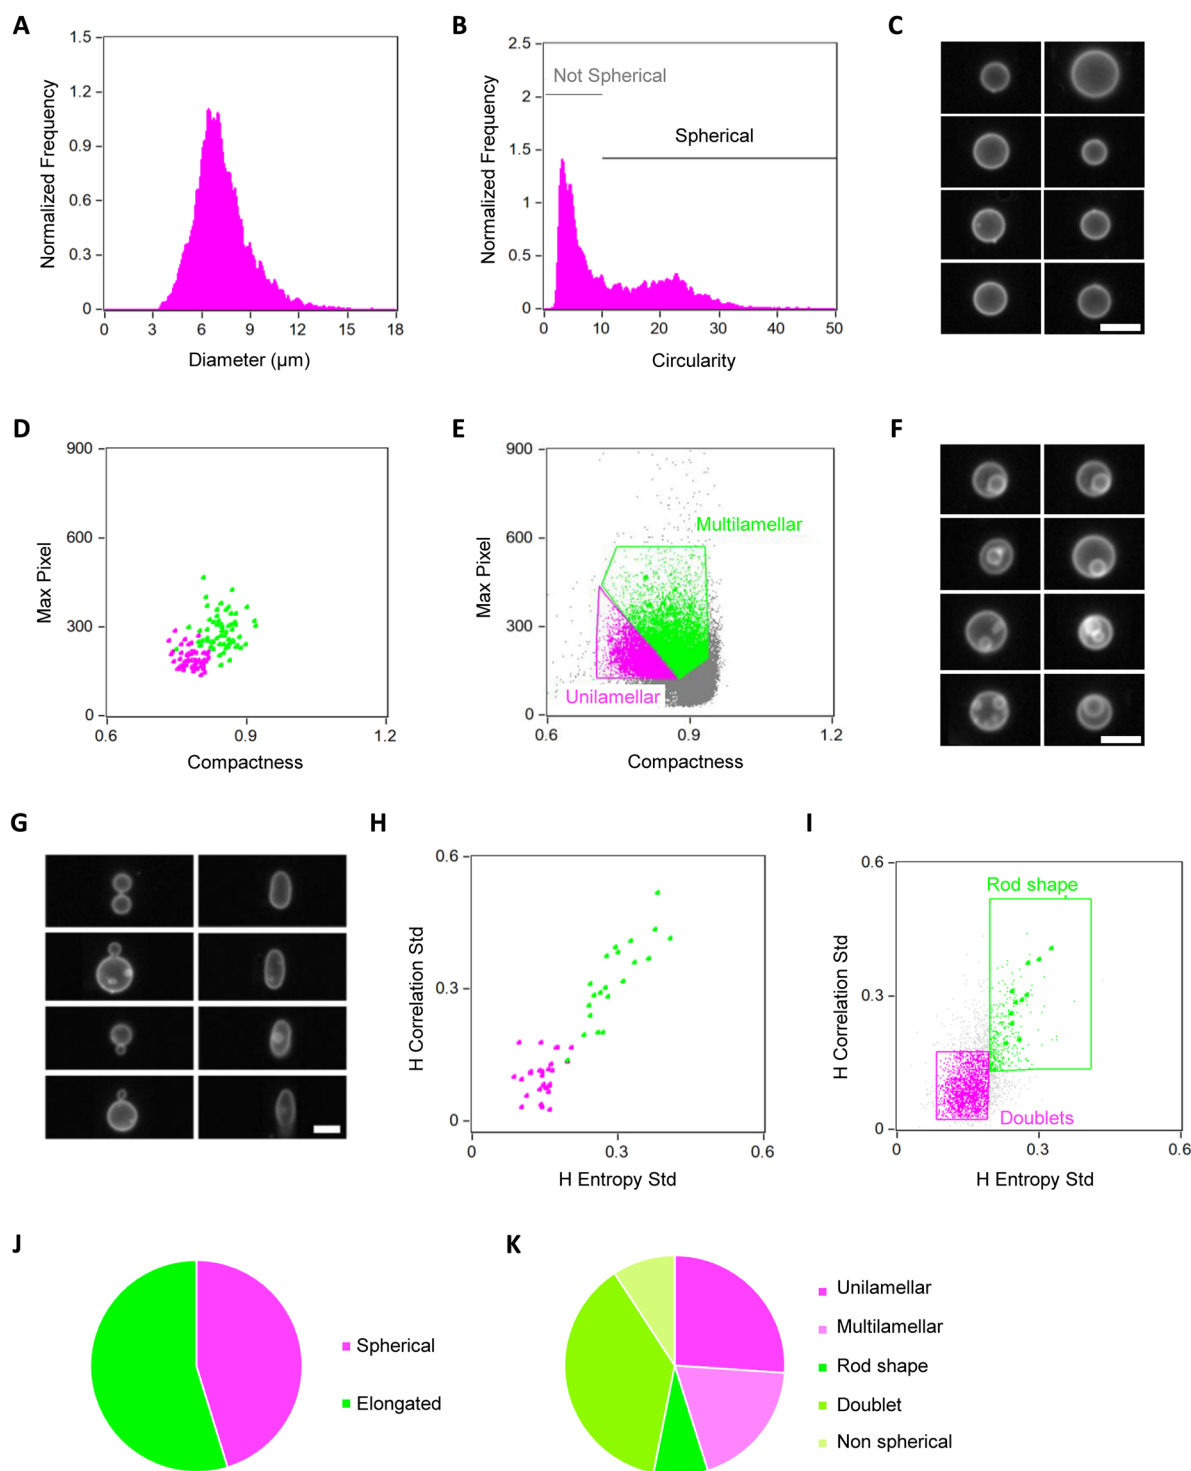 A
1.5
1.2
0.9
0.6
0.3
0
0
3
6
9
12
15
18
Normalized Frequency
Diameter (µm)
B
2.5
2
1.5
1
0.5
0
0
10
20
30
40
50
Not Spherical
Spherical
Normalized Frequency
Circularity
C
D
900
600
300
0
0.6
0.9
1.2
Max Pixel
Compactness
E
900
600
300
0
0.6
0.9
1.2
Multilamellar
Unilamellar
Max Pixel
Compactness
F
G
H
0.6
0.3
0
0
0.3
0.6
H Correlation Std
H Entropy Std
I
0.6
0.3
0
0
0.3
0.6
Rod shape
Doublets
H Correlation Std
H Entropy Std
J
Spherical
Elongated
K
Unilamellar
Multilamellar
Rod shape
Doublet
Non spherical